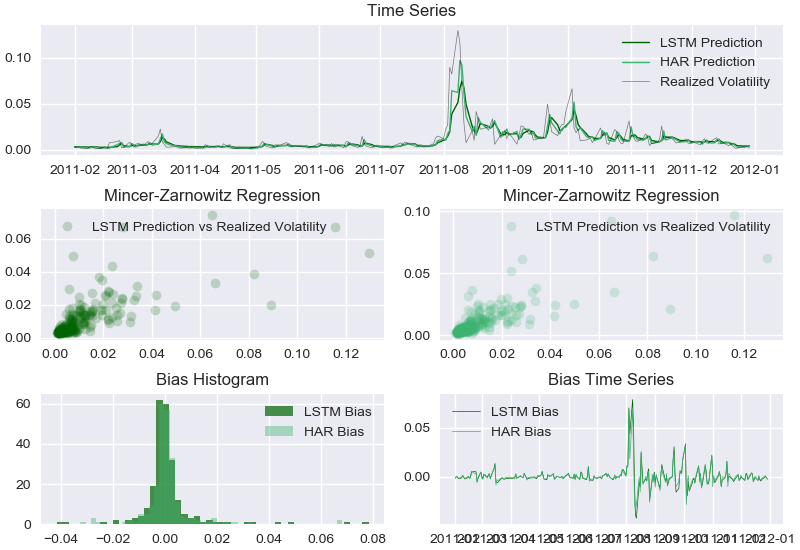 Time Series
0.10
0.05
0.00
LSTM Prediction
HAR Prediction
Realized Volatility
2011-02 2011-03 2011-04 2011-05 2011-06 2011-07 2011-08 2011-09 2011-10 2011-11 2011-12 2012-01
Mincer-Zarnowitz Regression
LSTM Prediction vs Realized Volatility
0.06
0.04
0.02
0.00
0.00 0.02 0.04 0.06 0.08 0.10 0.12
Mincer-Zarnowitz Regression
LSTM Prediction vs Realized Volatility
0.10
0.05
0.00
0.00 0.02 0.04 0.06 0.08 0.10 0.12
Bias Histogram
LSTM Bias
HAR Bias
60
40
20
0
−0.04 −0.02 0.00 0.02 0.04 0.06 0.08
Bias Time Series
LSTM Bias
HAR Bias
0.05
0.00